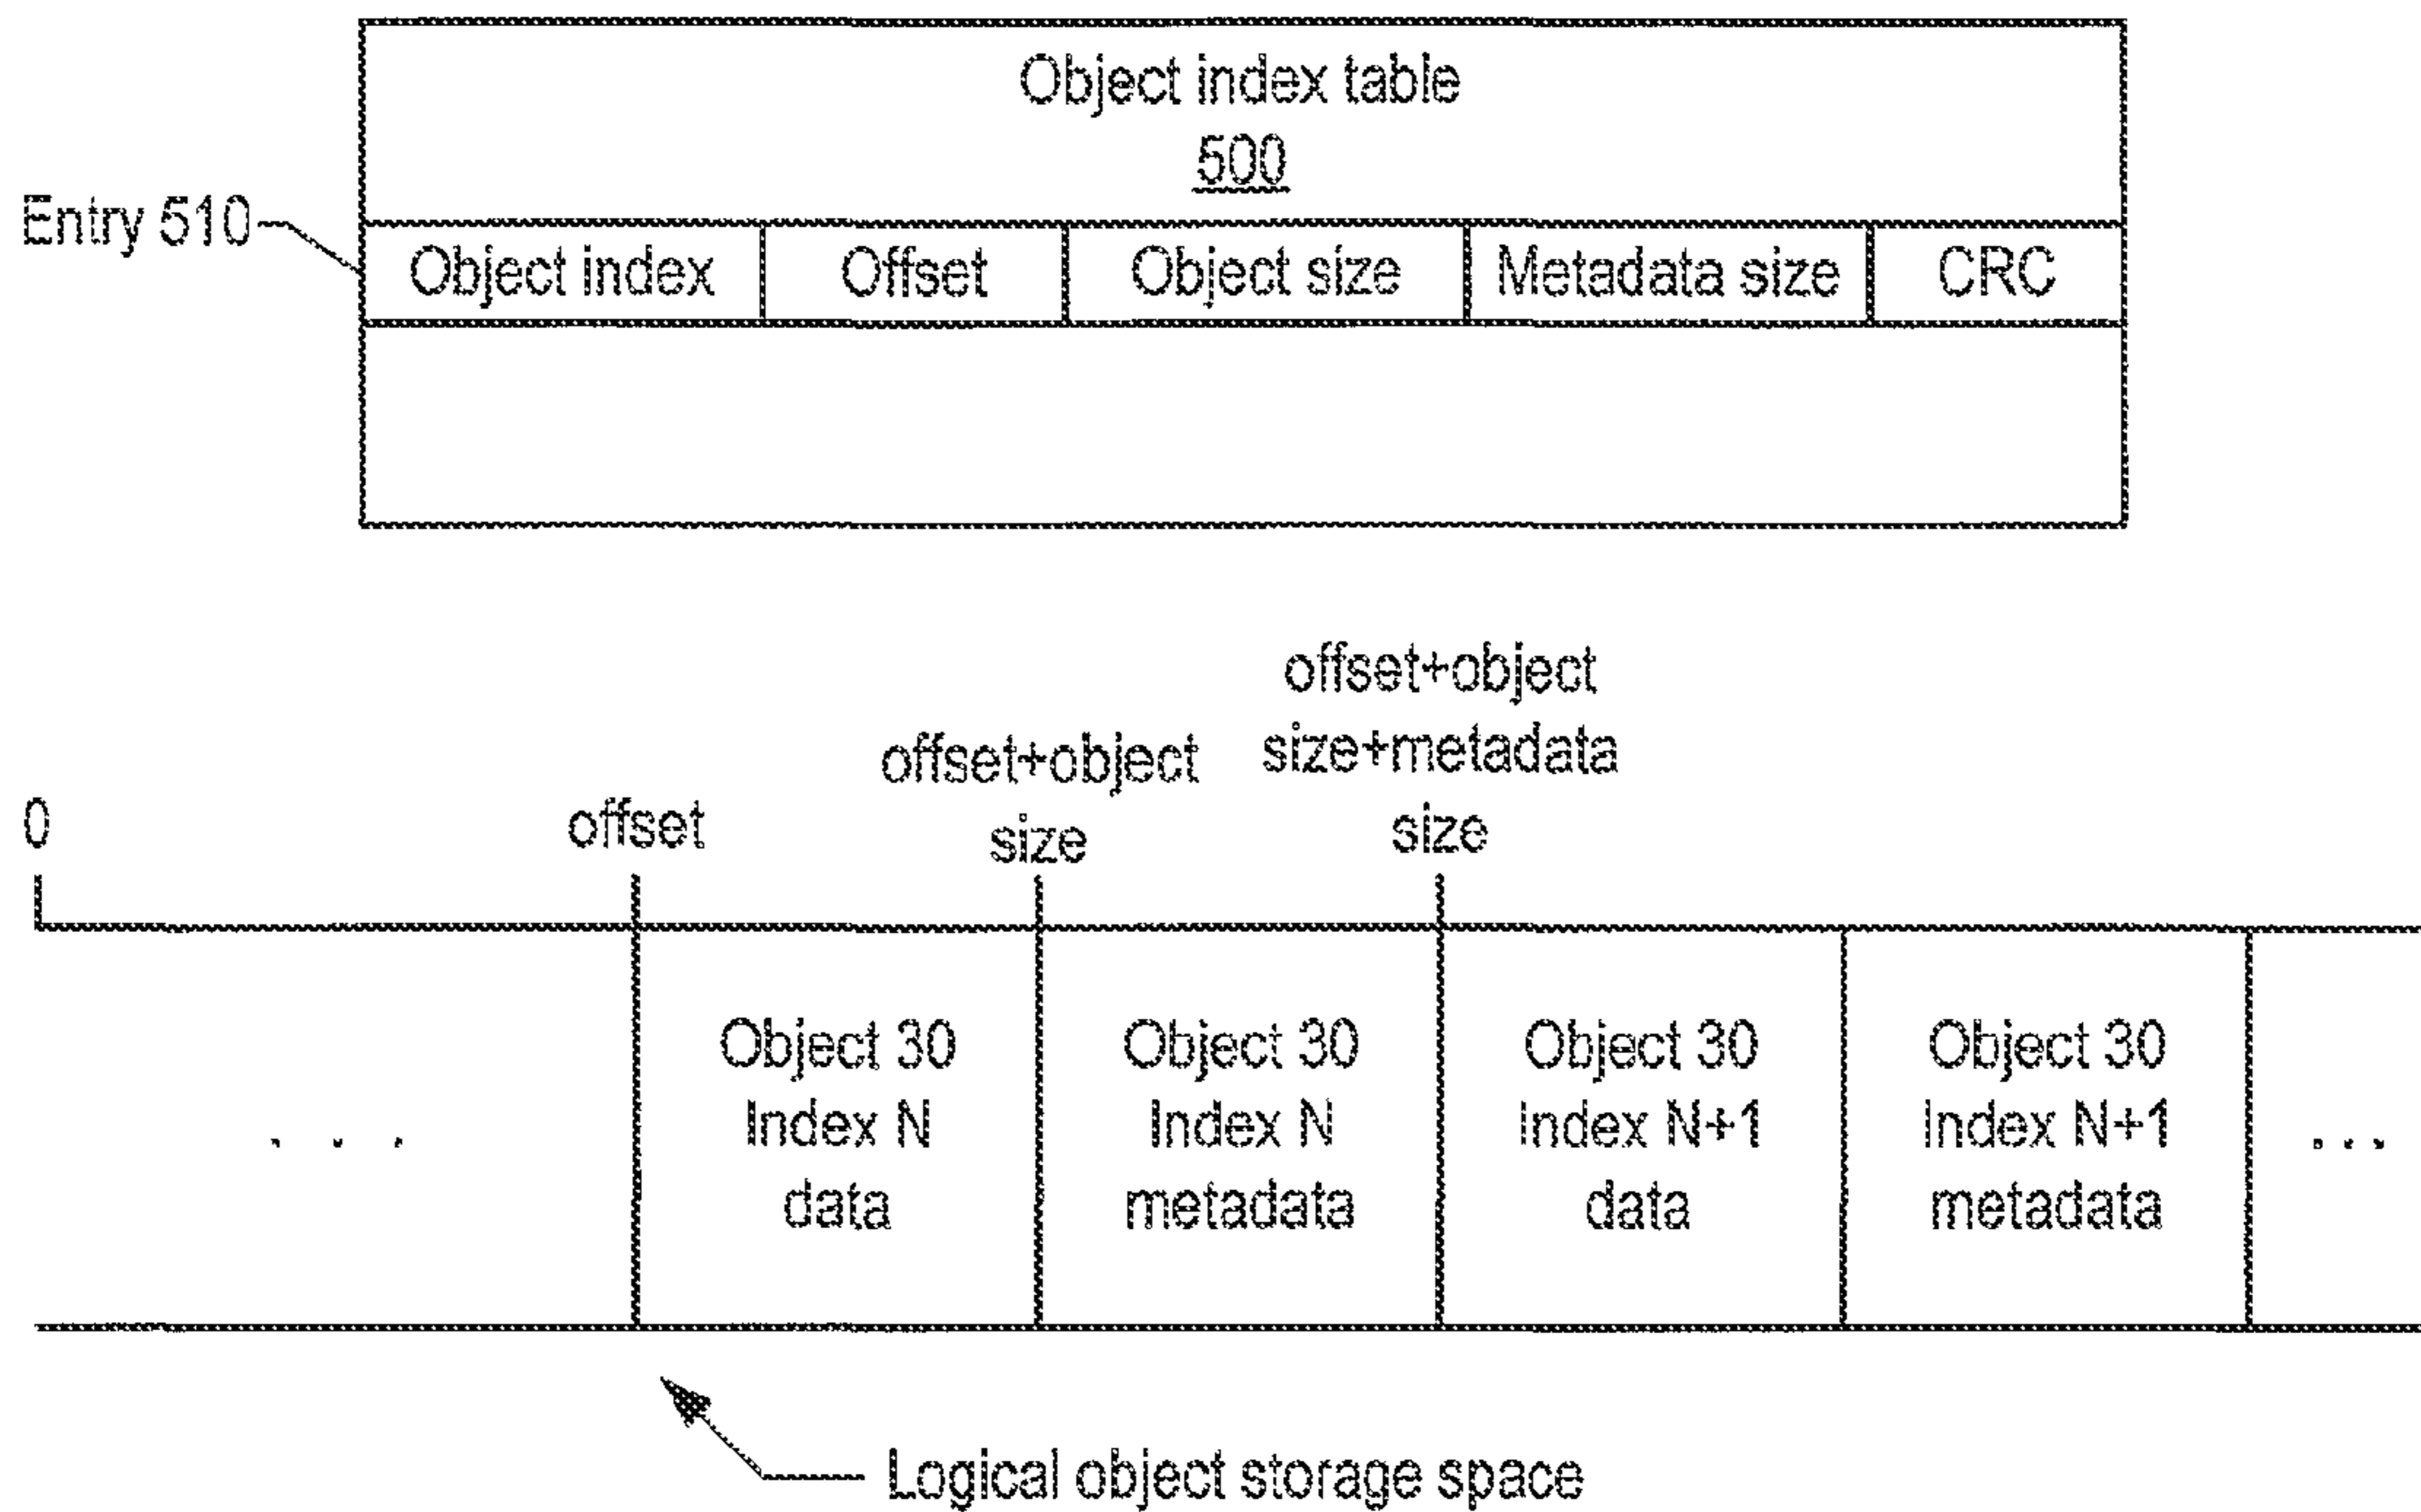 Object index table
500
Entry 510
Object index Offset Object size Metadata size CRC
0
offset
offset+object
size
offset+object
size+metadata
size
. . .
Object 30
Index N
data
Object 30
Index N
metadata
Object 30
Index N+1
data
Object 30
Index N+1
metadata
...
Logical object storage space